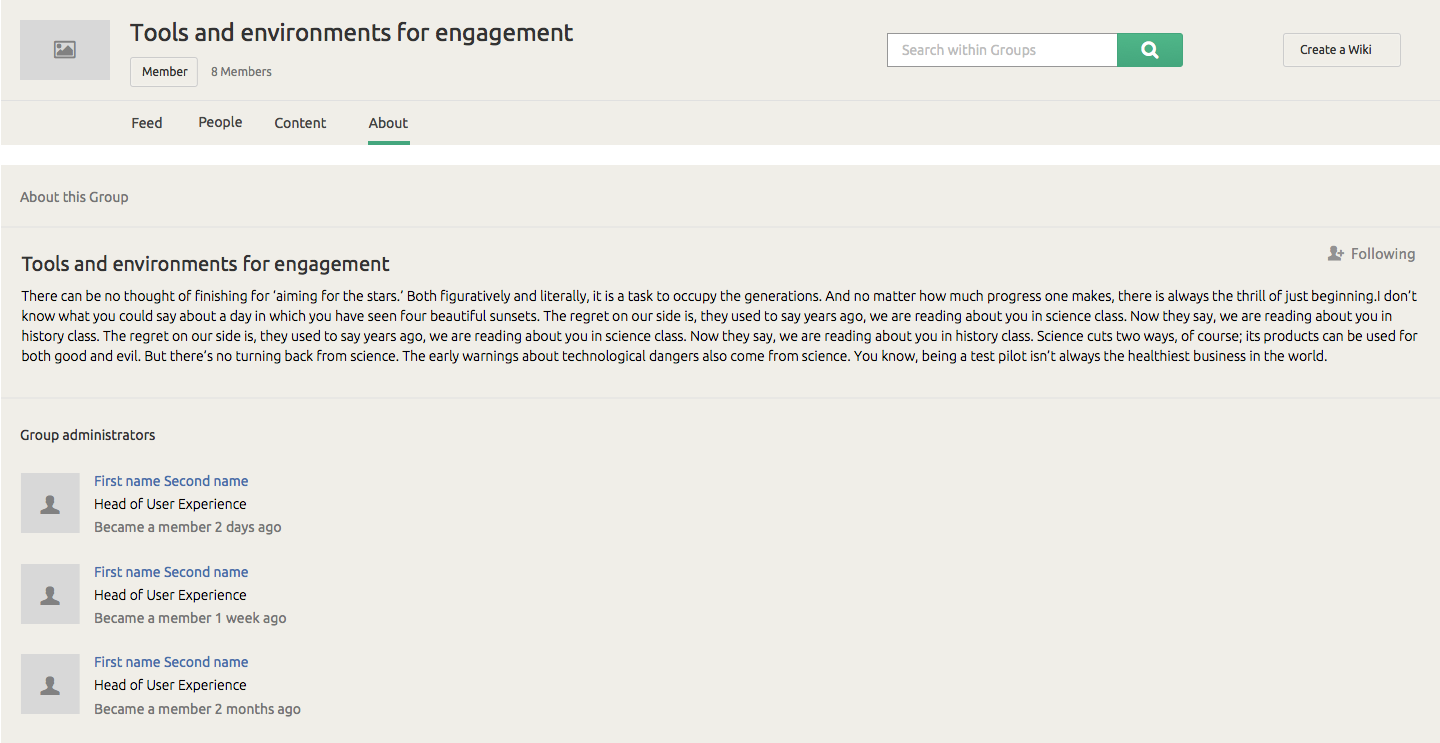 Tools and environments for engagement
Member 8 Members
Search within Groups
Create a Wiki
Feed People Content About
About this Group
Following
Tools and environments for engagement
There can be no thought of finishing for ‘aiming for the stars.’ Both figuratively and literally, it is a task to occupy the generations. And no matter how much progress one makes, there is always the thrill of just beginning.I don’t
know what you could say about a day in which you have seen four beautiful sunsets. The regret on our side is, they used to say years ago, we are reading about you in science class. Now they say, we are reading about you in
history class. The regret on our side is, they used to say years ago, we are reading about you in science class. Now they say, we are reading about you in history class. Science cuts two ways, of course; its products can be used for
both good and evil. But there’s no turning back from science. The early warnings about technological dangers also come from science. You know, being a test pilot isn’t always the healthiest business in the world.
Group administrators
First name Second name
Head of User Experience
Became a member 2 days ago
First name Second name
Head of User Experience
Became a member 1 week ago
First name Second name
Head of User Experience
Became a member 2 months ago